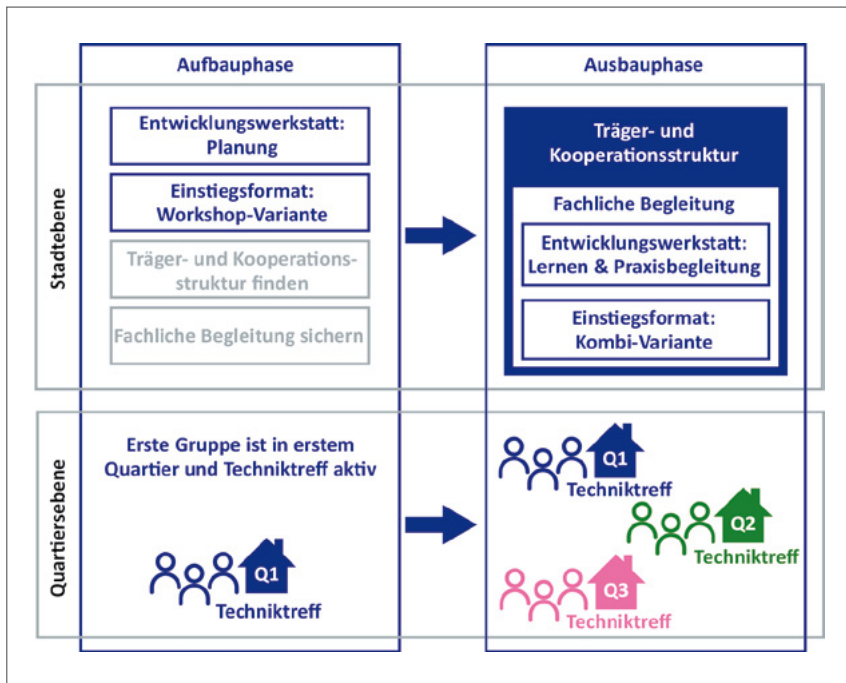 Aufbauphase
Ausbauphase
Stadtebene
Entwicklungswerkstatt:
Planung
Einstiegsformat:
Workshop-Variante
Träger- und Kooperations-
struktur finden
Fachliche Begleitung sichern
Träger- und
Kooperationsstruktur
Fachliche Begleitung
Entwicklungswerkstatt:
Lernen & Praxisbegleitung
Einstiegsformat:
Kombi-Variante
Quartiersebene
Erste Gruppe ist in erstem
Quartier und Techniktreff aktiv
Q1
Techniktreff
Q1
Techniktreff
Q2
Techniktreff
Q3
Techniktreff